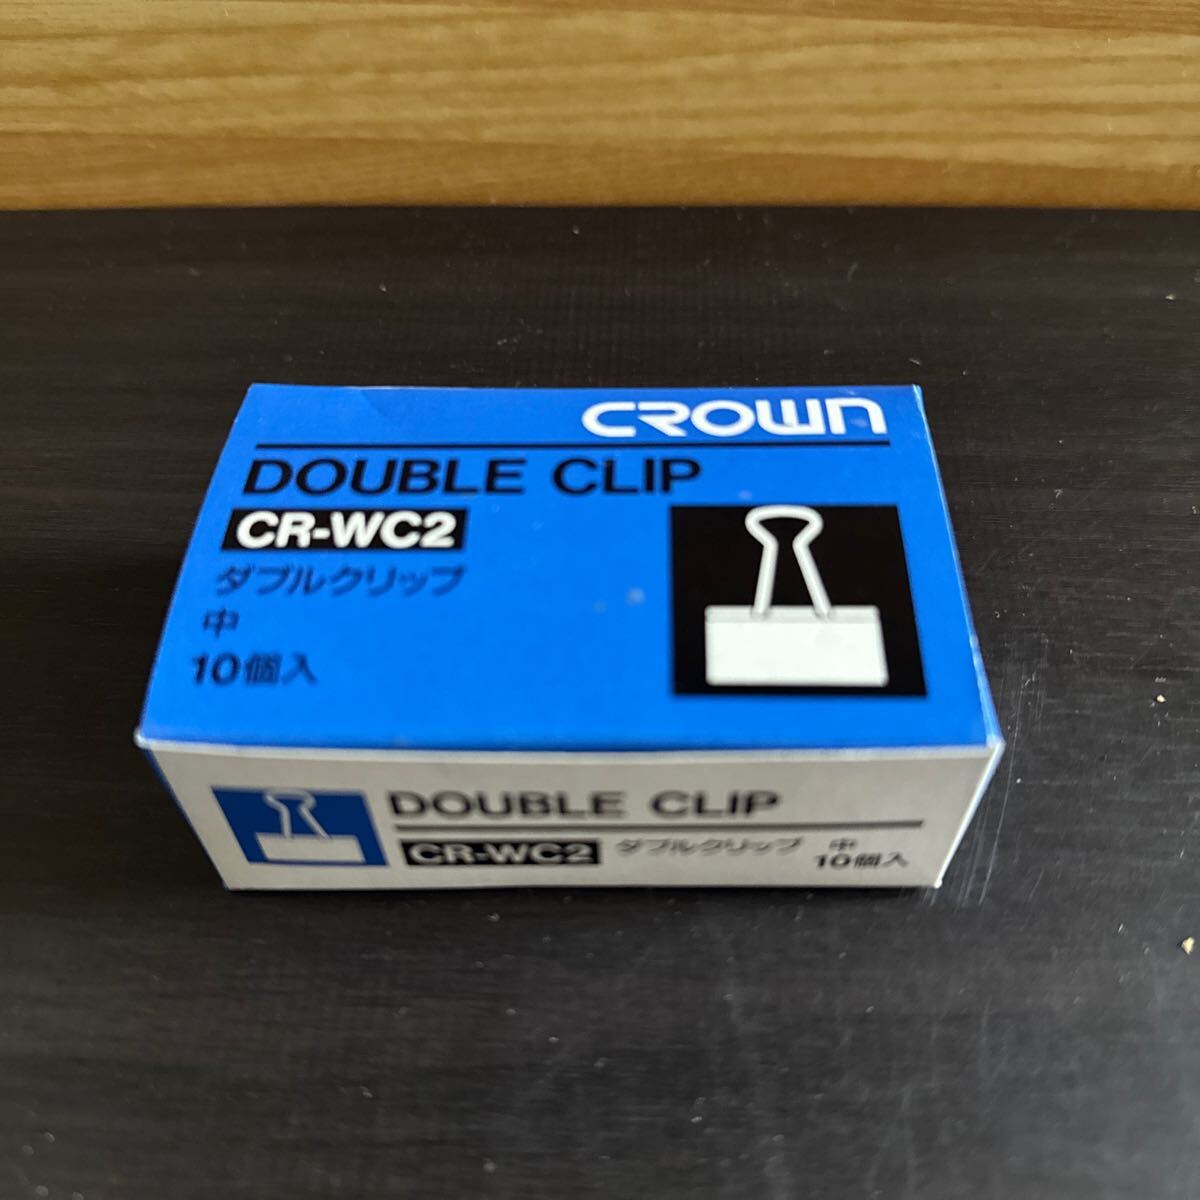 CROWN
DOUBLE CLIP
CR-WC2
ダブルクリップ
中
10個入
DOUBLE CLIP
CR-WC2 ダブルクリップ 中
10個入